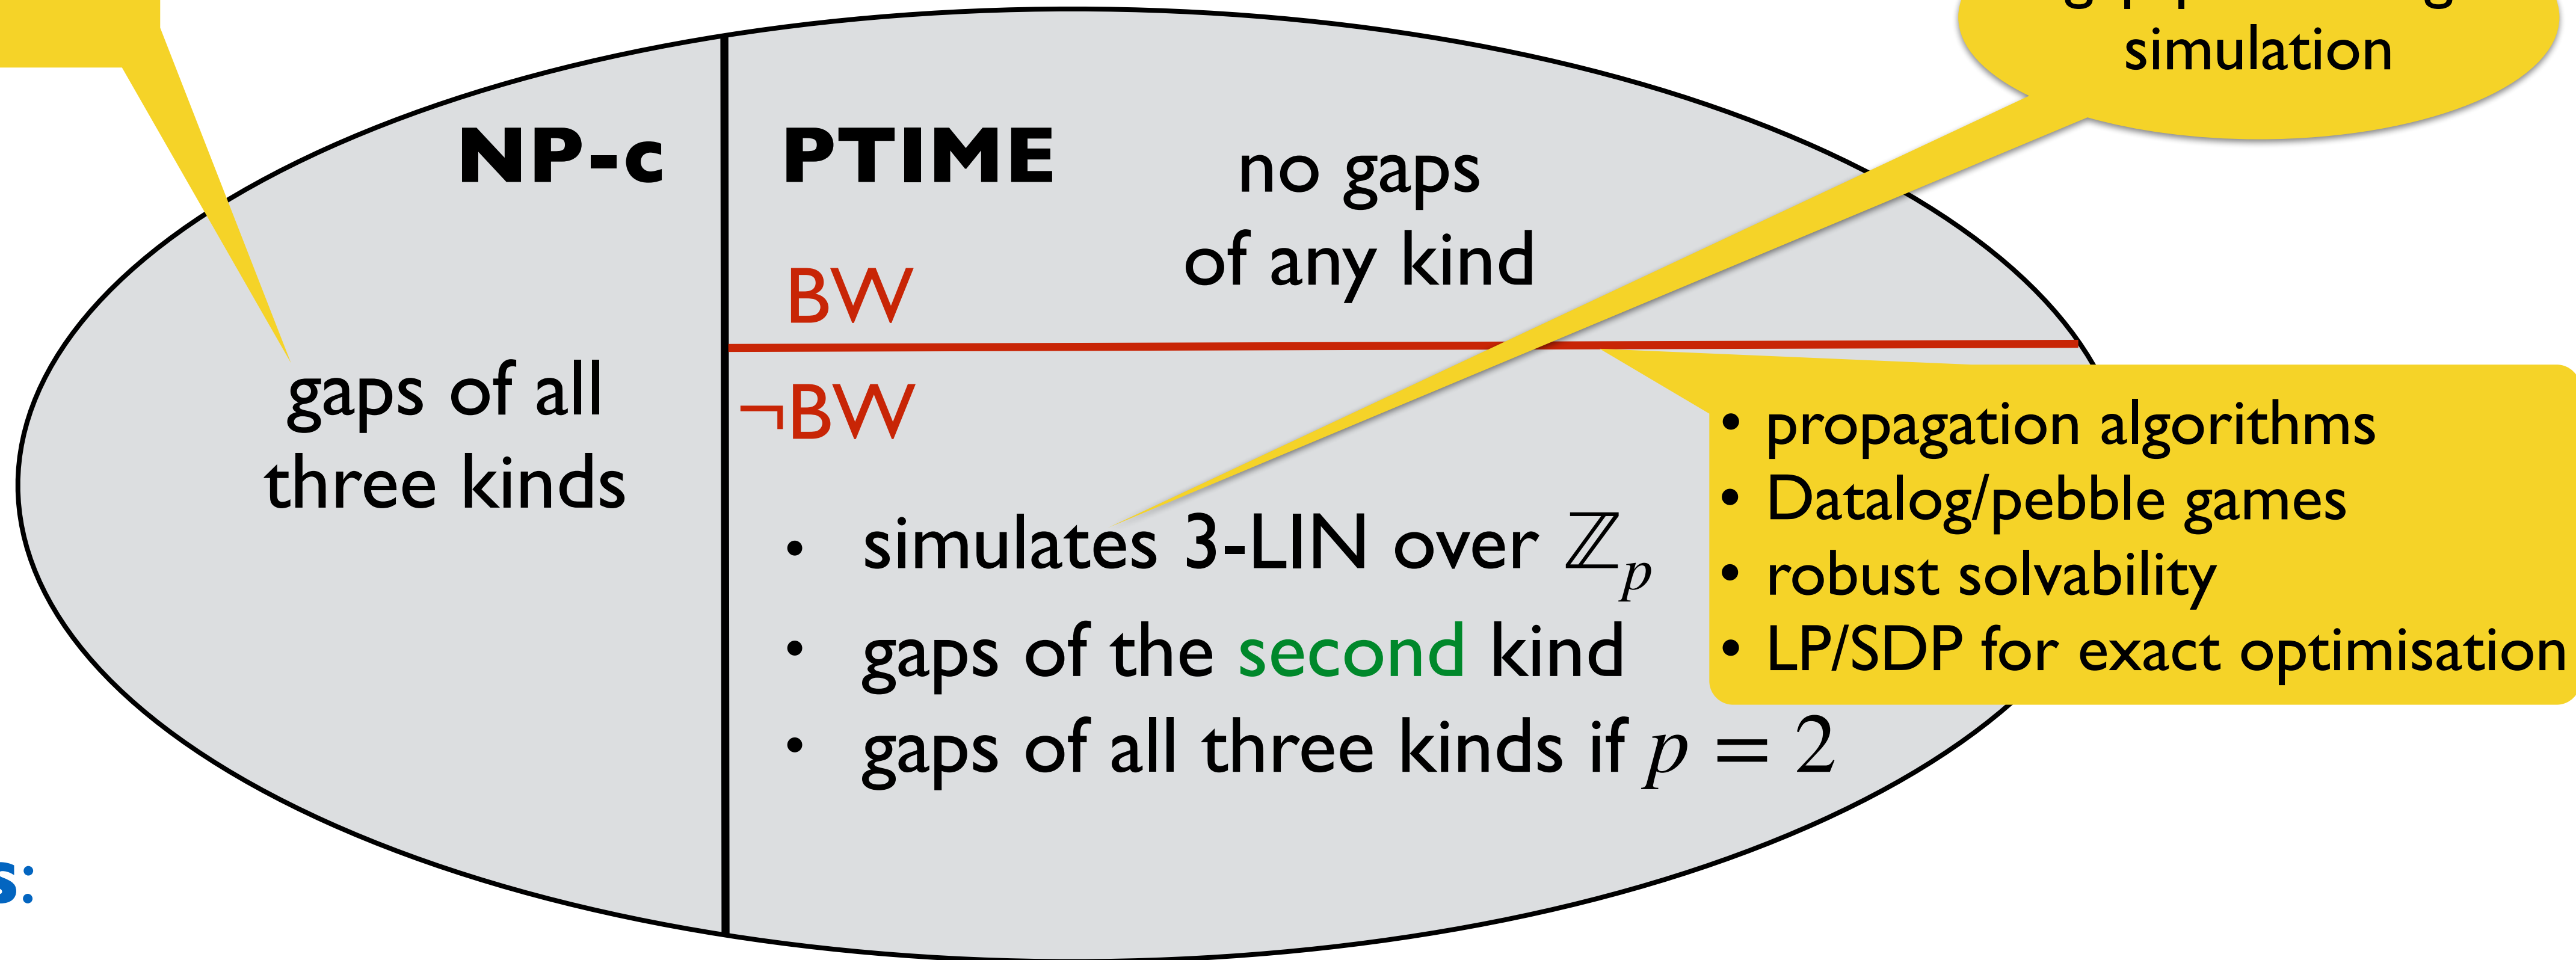 simulation
NP-c
PTIME
no gaps
of any kind
BW
¬BW
gaps of all
three kinds
• simulates 3-LIN over ℤₚ
• gaps of the second kind
• gaps of all three kinds if p = 2
• propagation algorithms
• Datalog/pebble games
• robust solvability
• LP/SDP for exact optimisation
s: